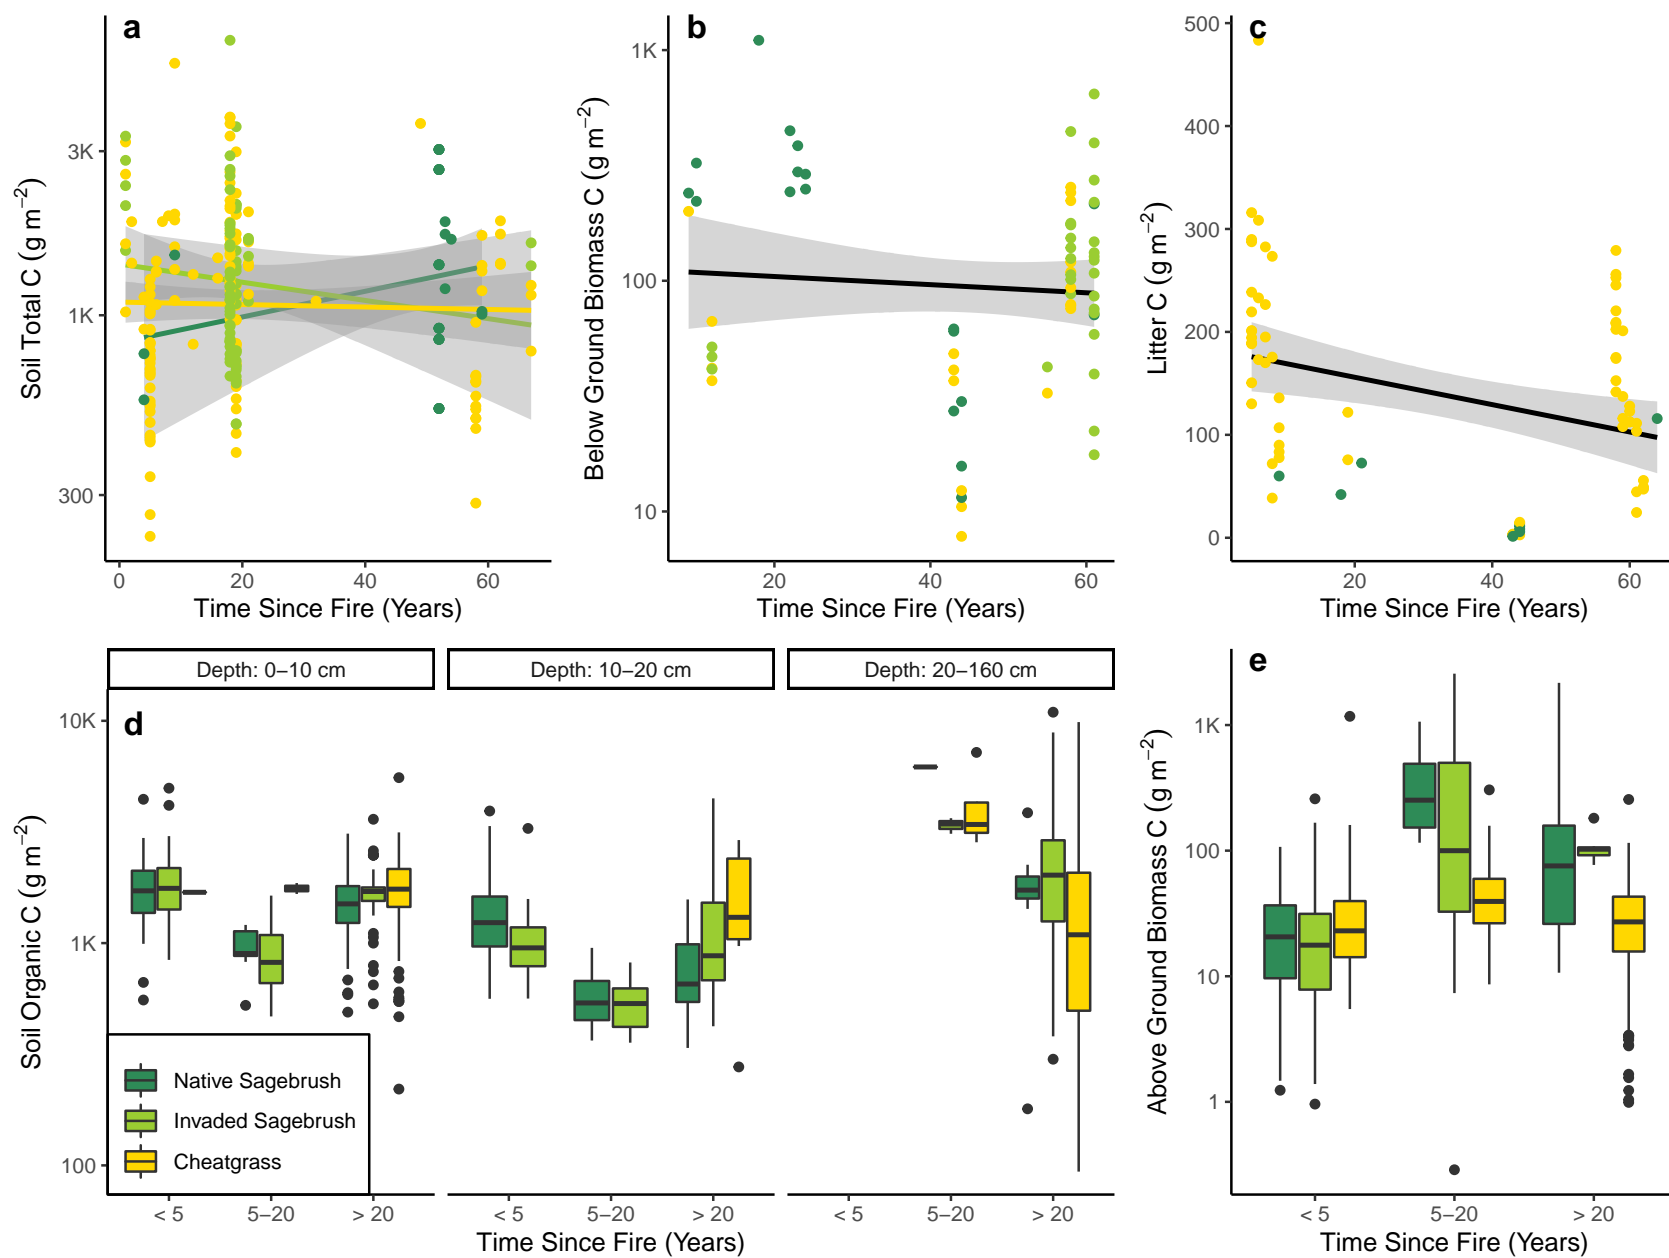 a
3K
1K
300
0
20
40
60
Soil Total C (g m−2)
Time Since Fire (Years)
b
1K
100
10
20
40
60
Below Ground Biomass C (g m−2)
Time Since Fire (Years)
c
500
400
300
200
100
0
20
40
60
Litter C (g m−2)
Time Since Fire (Years)
Depth: 0–10 cm
Depth: 10–20 cm
Depth: 20–160 cm
d
10K
1K
100
Soil Organic C (g m−2)
Native Sagebrush
Invaded Sagebrush
Cheatgrass
< 5
5–20
> 20
< 5
5–20
> 20
< 5
5–20
> 20
Time Since Fire (Years)
e
1K
100
10
1
Above Ground Biomass C (g m−2)
< 5
5–20
> 20
Time Since Fire (Years)